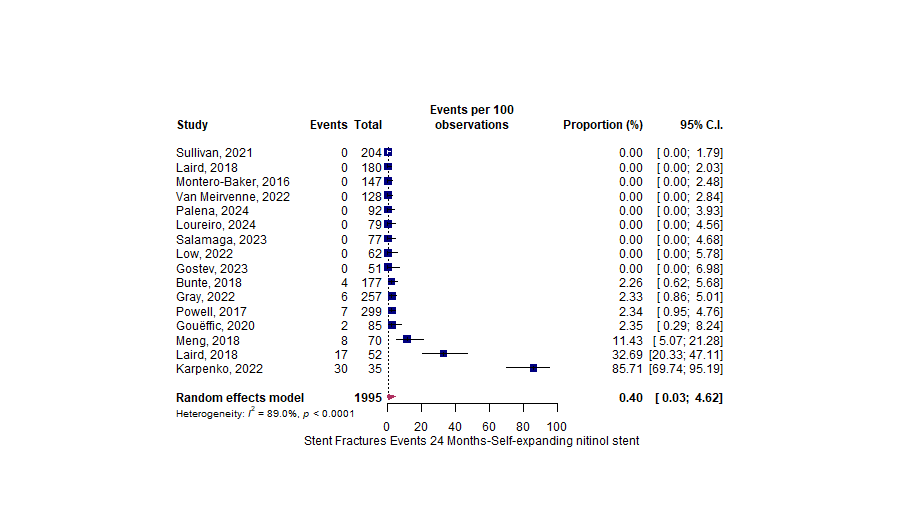 Events per 100
Study Events Total observations Proportion (%) 95% C.I.
Sullivan, 2021 0 204 0.00 [ 0.00; 1.79]
Laird, 2018 0 180 0.00 [ 0.00; 2.03]
Montero-Baker, 2016 0 147 0.00 [ 0.00; 2.48]
Van Meirvenne, 2022 0 128 0.00 [ 0.00; 2.84]
Palena, 2024 0 92 0.00 [ 0.00; 3.93]
Loureiro, 2024 0 79 0.00 [ 0.00; 4.56]
Salamaga, 2023 0 77 0.00 [ 0.00; 4.68]
Low, 2022 0 62 0.00 [ 0.00; 5.78]
Gostev, 2023 0 51 0.00 [ 0.00; 6.98]
Bunte, 2018 4 177 2.26 [ 0.62; 5.68]
Gray, 2022 6 257 2.33 [ 0.86; 5.01]
Powell, 2017 7 299 2.34 [ 0.95; 4.76]
Gouëffic, 2020 2 85 2.35 [ 0.29; 8.24]
Meng, 2018 8 70 11.43 [ 5.07; 21.28]
Laird, 2018 17 52 32.69 [20.33; 47.11]
Karpenko, 2022 30 35 85.71 [69.74; 95.19]
Random effects model 1995 0.40 [ 0.03; 4.62]
Heterogeneity: I² = 89.0%, p < 0.0001
0 20 40 60 80 100
Stent Fractures Events 24 Months-Self-expanding nitinol stent